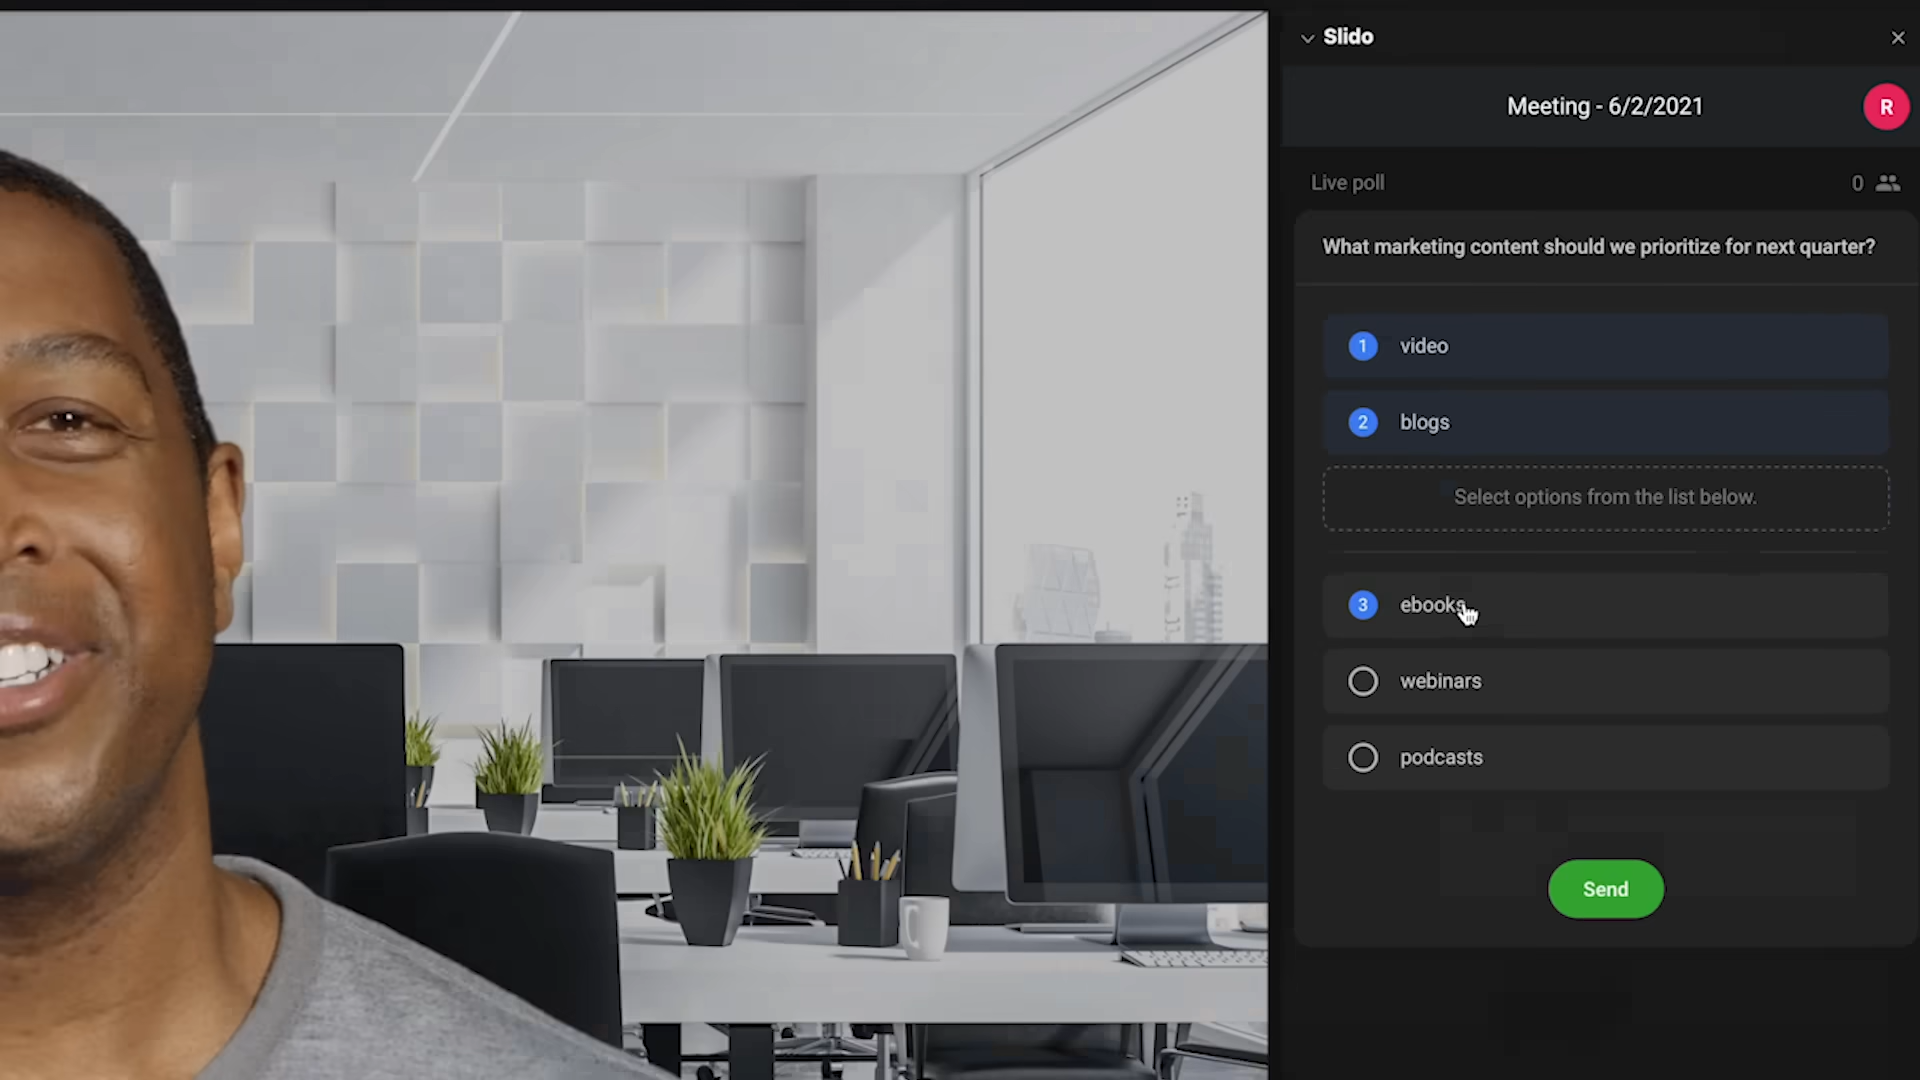 Slido
Meeting - 6/2/2021
R
Live poll
0
What marketing content should we prioritize for next quarter?
1 video
2 blogs
Select options from the list below.
3 ebooks
webinars
podcasts
Send